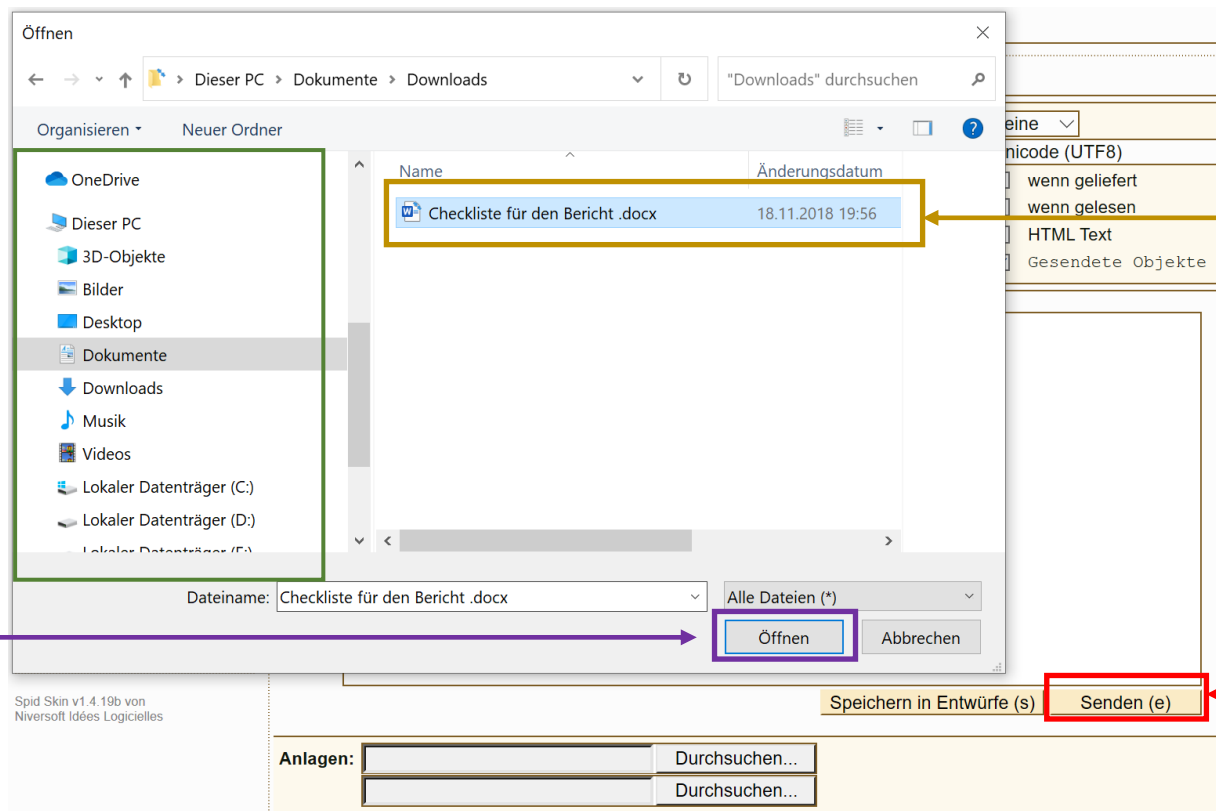 Öffnen
Dieser PC > Dokumente > Downloads
"Downloads" durchsuchen
Organisieren
Neuer Ordner
OneDrive
Dieser PC
3D-Objekte
Bilder
Desktop
Dokumente
Downloads
Musik
Videos
Lokaler Datenträger (C:)
Lokaler Datenträger (D:)
Name
Änderungsdatum
Checkliste für den Bericht .docx
18.11.2018 19:56
Dateiname:
Checkliste für den Bericht .docx
Alle Dateien (*)
Öffnen
Abbrechen
eine
nicode (UTF8)
wenn geliefert
wenn gelesen
HTML Text
Gesendete Objekte
Spid Skin v1.4.19b von
Niversoft Idées Logicielles
Speichern in Entwürfe (s)
Senden (e)
Anlagen:
Durchsuchen...
Durchsuchen...